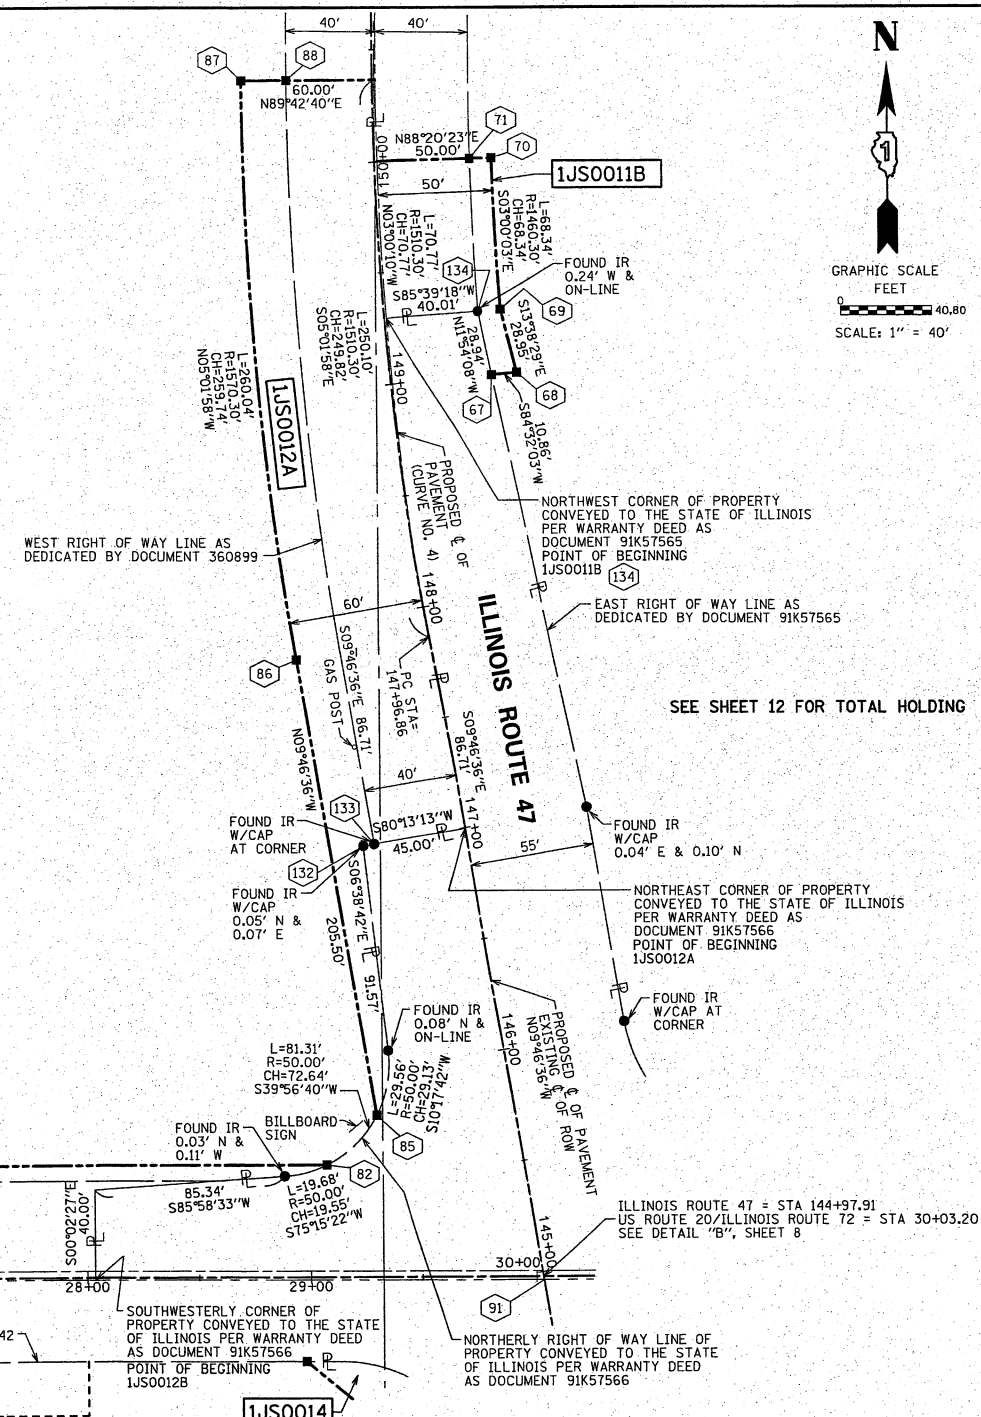 40'
40'
N
87
88
60.00'
N89°42'40"E
71
N88°20'23"E
50.00'
70
1JS0011B
150+00
50'
L=68.34'
R=1460.30'
CH=68.34'
S03°00'03"E
L=70.77'
R=1510.30'
CH=70.77'
N03°00'10"W
134
FOUND IR
0.24' W &
ON-LINE
S85°39'18"W
40.01'
69
GRAPHIC SCALE
FEET
0
40,80
SCALE: 1" = 40'
1
S13°38'29"E
28.95'
28.94'
N11°54'08"W
L=250.10'
R=1510.30'
CH=249.82'
S05°01'58"E
L=260.04'
R=1570.30'
CH=259.74'
N05°01'58"W
1JS0012A
149+00
67
68
10.86'
S84°32'03"W
PROPOSED ℄ OF
PAVEMENT
(CURVE NO. 4)
NORTHWEST CORNER OF PROPERTY
CONVEYED TO THE STATE OF ILLINOIS
PER WARRANTY DEED AS
DOCUMENT 91K57565
POINT OF BEGINNING
1JS0011B
134
WEST RIGHT OF WAY LINE AS
DEDICATED BY DOCUMENT 360899
148+00
60'
ILLINOIS ROUTE 47
EAST RIGHT OF WAY LINE AS
DEDICATED BY DOCUMENT 91K57565
86
S09°46'36"E 86.71'
GAS POST
PC STA=
147+96.86
SEE SHEET 12 FOR TOTAL HOLDING
N09°46'36"W
205.50'
S09°46'36"E
86.71'
40'
133
FOUND IR
W/CAP
AT CORNER
S80°13'13"W
45.00'
147+00
55'
FOUND IR
W/CAP
0.04' E & 0.10' N
132
FOUND IR
W/CAP
0.05' N &
0.07' E
S06°38'42"E
91.57'
NORTHEAST CORNER OF PROPERTY
CONVEYED TO THE STATE OF ILLINOIS
PER WARRANTY DEED AS
DOCUMENT 91K57566
POINT OF BEGINNING
1JS0012A
FOUND IR
0.08' N &
ON-LINE
FOUND IR
W/CAP AT
CORNER
146+00
PROPOSED ℄ OF PAVEMENT
EXISTING ℄ OF ROW
N09°46'36"W
L=81.31'
R=50.00'
CH=72.64'
S39°56'40"W
L=29.56'
R=50.00'
CH=29.13'
S10°17'42"W
BILLBOARD
SIGN
FOUND IR
0.03' N &
0.11' W
85
82
85.34'
S85°58'33"W
L=19.68'
R=50.00'
CH=19.55'
S75°15'22"W
S00°02'27"E
40.00'
ILLINOIS ROUTE 47 = STA 144+97.91
US ROUTE 20/ILLINOIS ROUTE 72 = STA 30+03.20
SEE DETAIL "B", SHEET 8
145+00
28+00
29+00
30+00
91
SOUTHWESTERLY CORNER OF
PROPERTY CONVEYED TO THE STATE
OF ILLINOIS PER WARRANTY DEED
AS DOCUMENT 91K57566
POINT OF BEGINNING
1JS0012B
NORTHERLY RIGHT OF WAY LINE OF
PROPERTY CONVEYED TO THE STATE
OF ILLINOIS PER WARRANTY DEED
AS DOCUMENT 91K57566
42
1JS0014